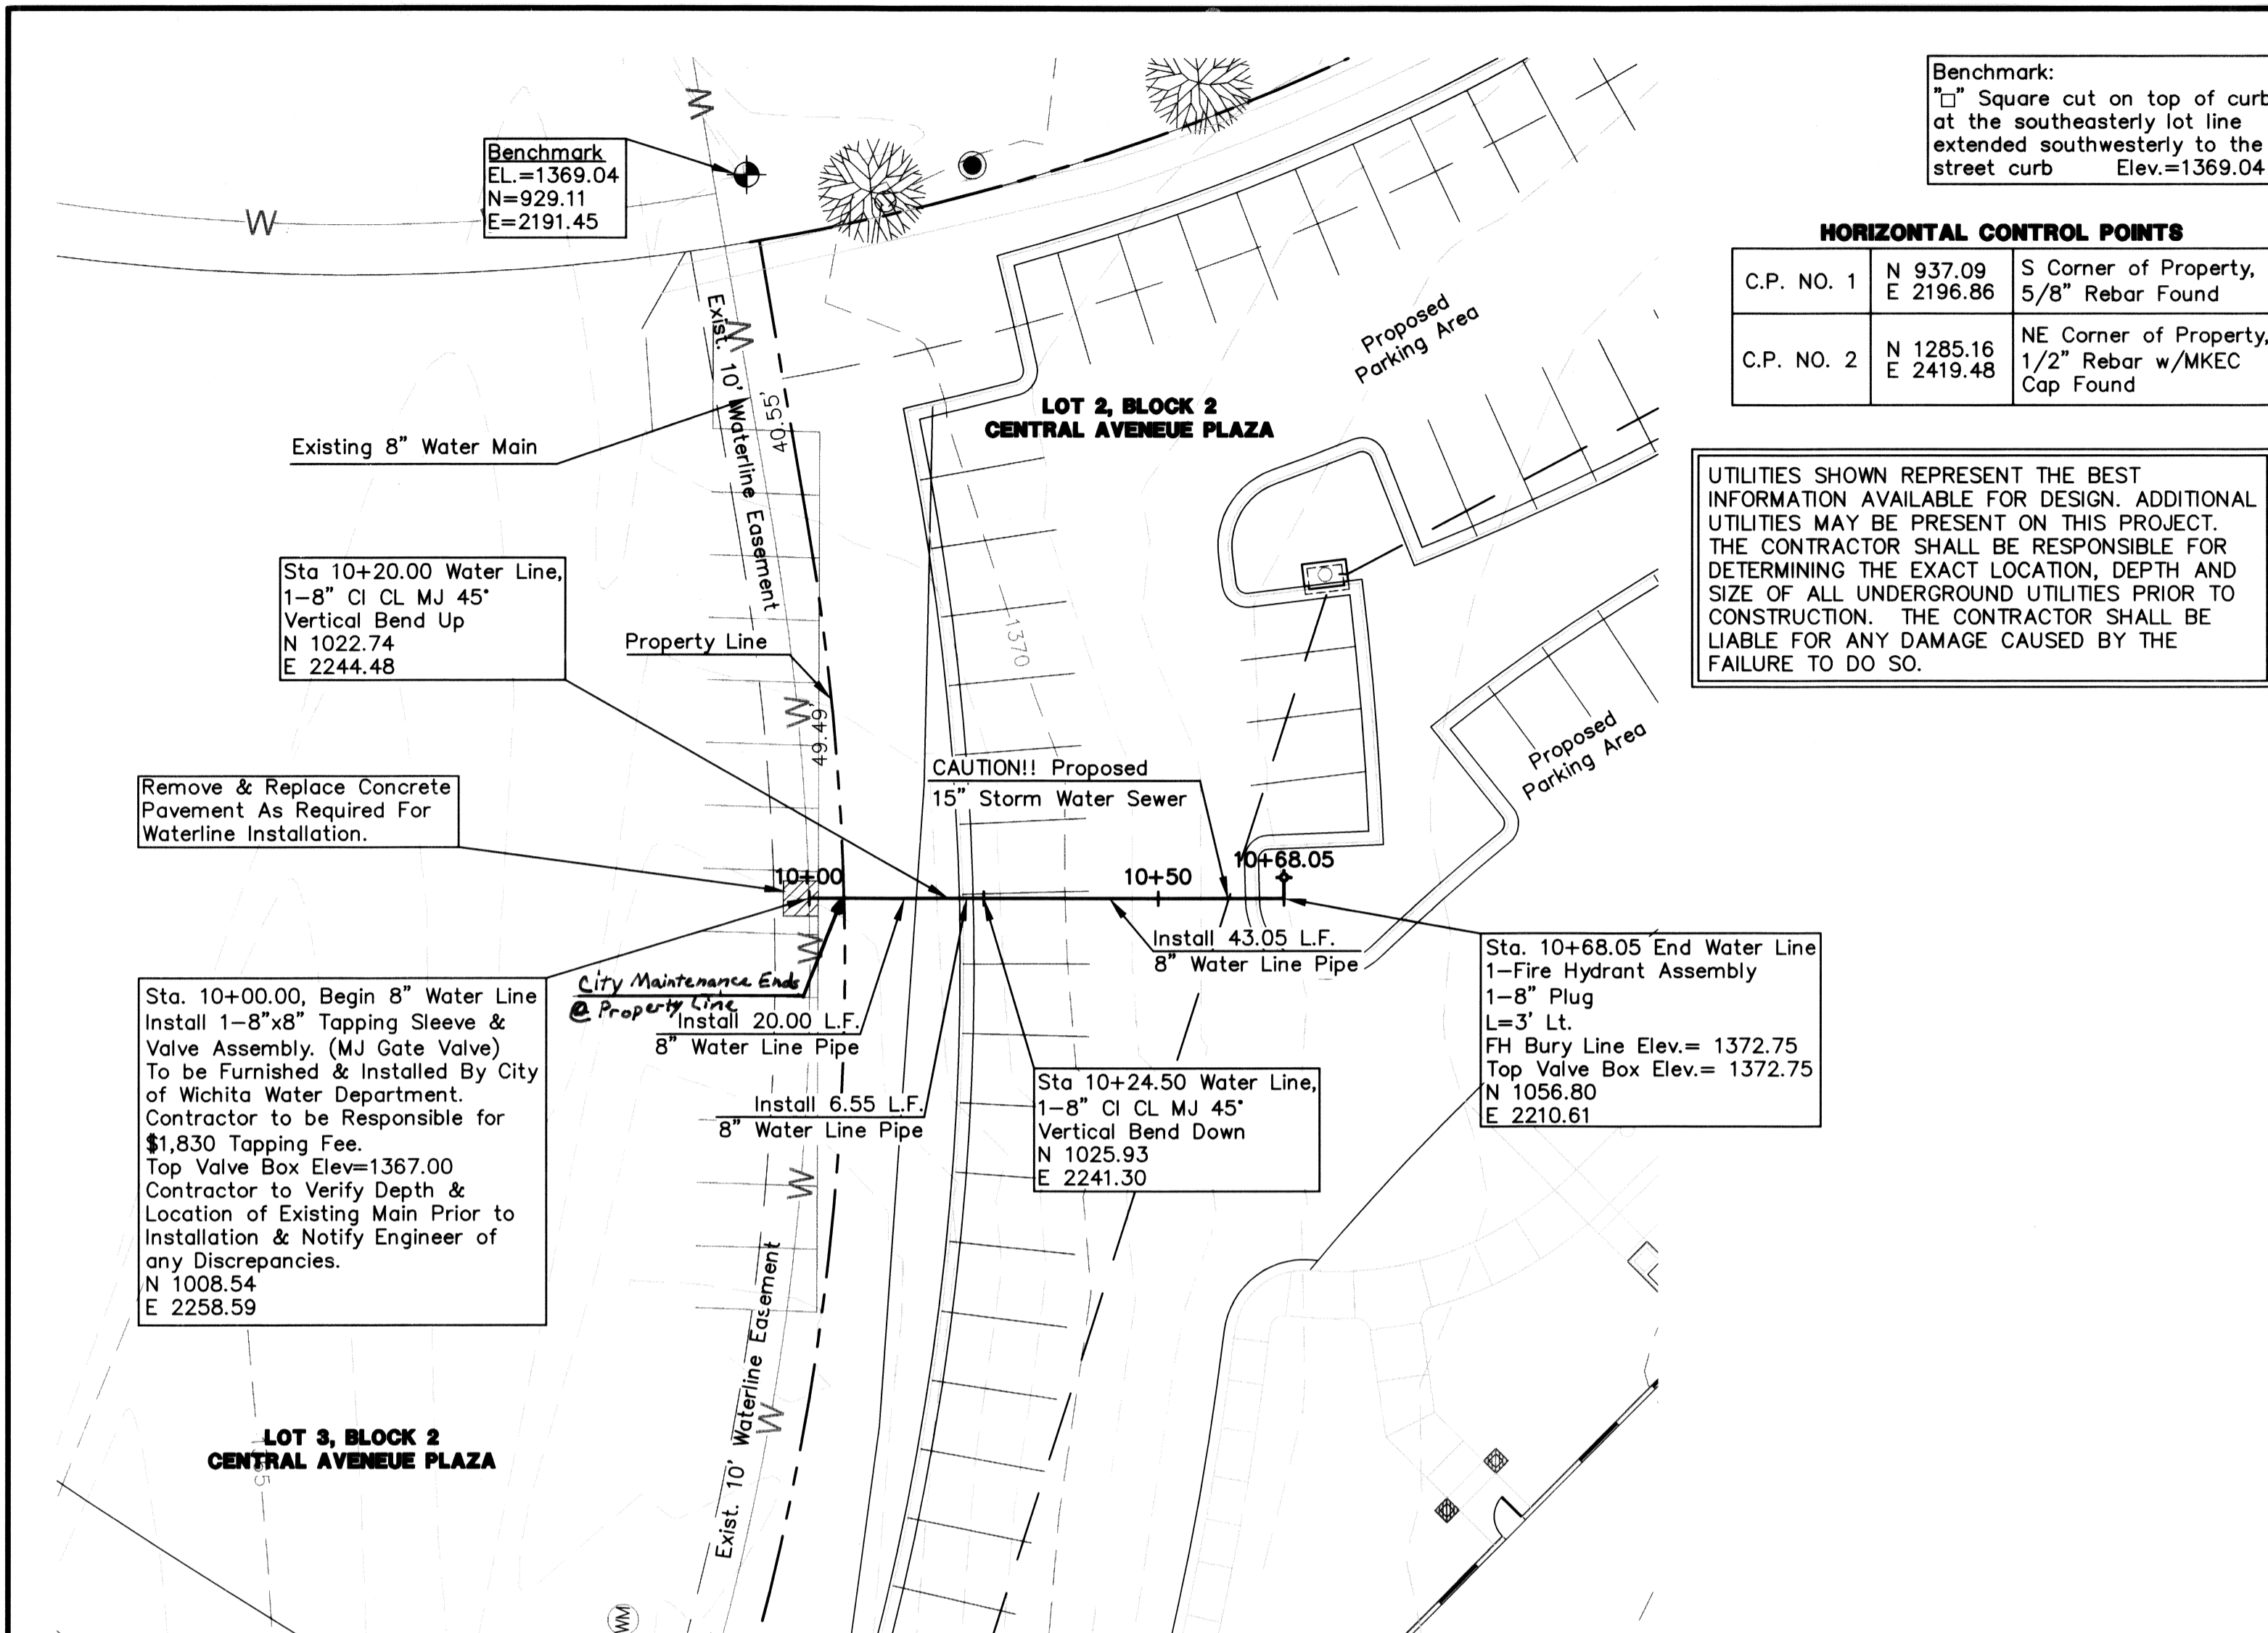 Benchmark:
"□" Square cut on top of curb
at the southeasterly lot line
extended southwesterly to the
street curb Elev.=1369.04
Benchmark
EL.=1369.04
N=929.11
E=2191.45
W
W
HORIZONTAL CONTROL POINTS
C.P. NO. 1
N 937.09
E 2196.86
S Corner of Property,
5/8" Rebar Found
C.P. NO. 2
N 1285.16
E 2419.48
NE Corner of Property,
1/2" Rebar w/MKEC
Cap Found
Exist. 10' Waterline Easement
W
40.55'
Proposed
Parking Area
LOT 2, BLOCK 2
CENTRAL AVENEUE PLAZA
Existing 8" Water Main
UTILITIES SHOWN REPRESENT THE BEST
INFORMATION AVAILABLE FOR DESIGN. ADDITIONAL
UTILITIES MAY BE PRESENT ON THIS PROJECT.
THE CONTRACTOR SHALL BE RESPONSIBLE FOR
DETERMINING THE EXACT LOCATION, DEPTH AND
SIZE OF ALL UNDERGROUND UTILITIES PRIOR TO
CONSTRUCTION. THE CONTRACTOR SHALL BE
LIABLE FOR ANY DAMAGE CAUSED BY THE
FAILURE TO DO SO.
Sta 10+20.00 Water Line,
1-8" CI CL MJ 45°
Vertical Bend Up
N 1022.74
E 2244.48
Property Line
1370
W
49.49'
Proposed
Parking Area
CAUTION!! Proposed
15" Storm Water Sewer
Remove & Replace Concrete
Pavement As Required For
Waterline Installation.
10+00
10+50
10+68.05
W
Install 43.05 L.F.
8" Water Line Pipe
City Maintenance Ends
@ Property Line
Install 20.00 L.F.
8" Water Line Pipe
Install 6.55 L.F.
8" Water Line Pipe
Sta. 10+00.00, Begin 8" Water Line
Install 1-8"x8" Tapping Sleeve &
Valve Assembly. (MJ Gate Valve)
To be Furnished & Installed By City
of Wichita Water Department.
Contractor to be Responsible for
$1,830 Tapping Fee.
Top Valve Box Elev=1367.00
Contractor to Verify Depth &
Location of Existing Main Prior to
Installation & Notify Engineer of
any Discrepancies.
N 1008.54
E 2258.59
Sta 10+24.50 Water Line,
1-8" CI CL MJ 45°
Vertical Bend Down
N 1025.93
E 2241.30
Sta. 10+68.05 End Water Line
1-Fire Hydrant Assembly
1-8" Plug
L=3' Lt.
FH Bury Line Elev.= 1372.75
Top Valve Box Elev.= 1372.75
N 1056.80
E 2210.61
W
Exist. 10' Waterline Easement
W
LOT 3, BLOCK 2
CENTRAL AVENEUE PLAZA
WM